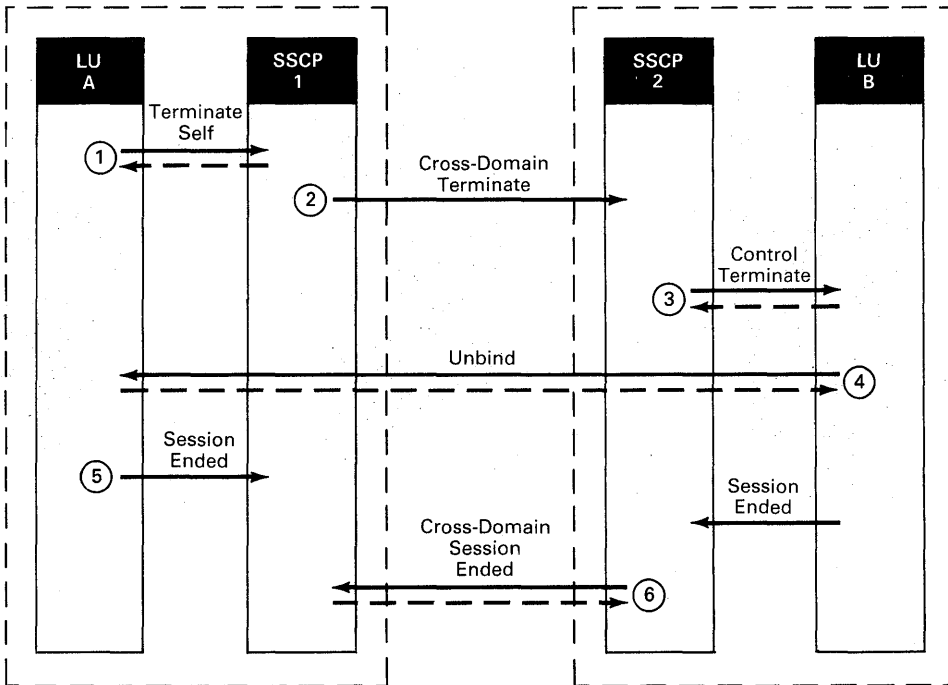 LU
A
SSCP
1
SSCP
2
LU
B
Terminate
Self
1
Cross-Domain
Terminate
2
Control
Terminate
3
Unbind
4
Session
Ended
5
Session
Ended
Cross-Domain
Session
Ended
6